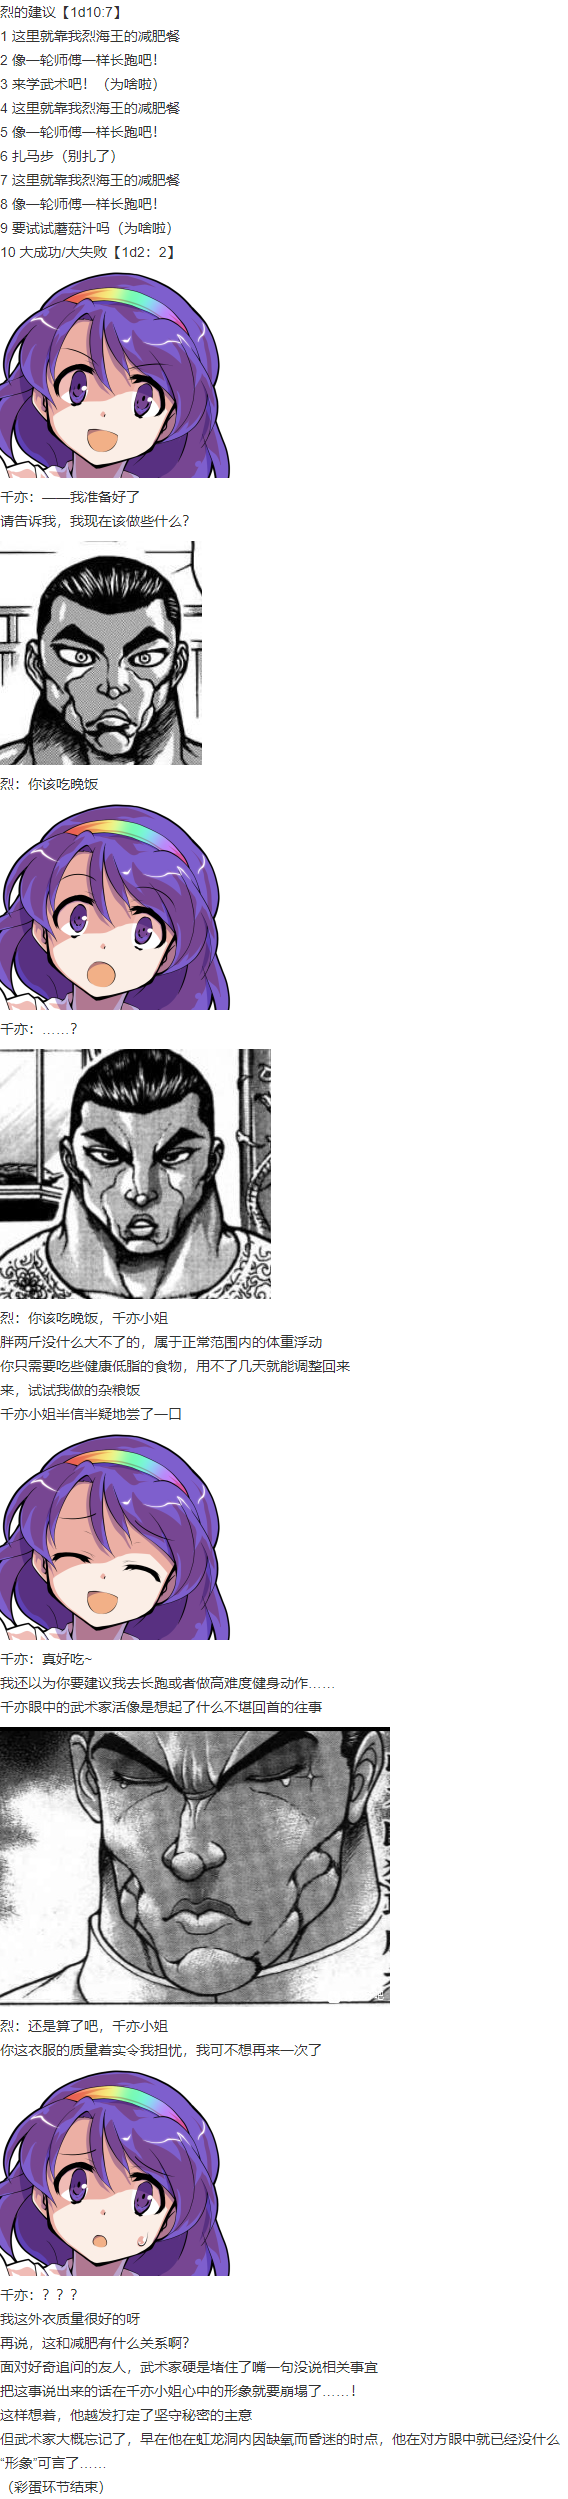 烈的建议【1d10:7】
1 这里就靠我烈海王的减肥餐
2 像一轮师傅一样长跑吧！
3 来学武术吧！（为啥啦）
4 这里就靠我烈海王的减肥餐
5 像一轮师傅一样长跑吧！
6 扎马步（别扎了）
7 这里就靠我烈海王的减肥餐
8 像一轮师傅一样长跑吧！
9 要试试蘑菇汁吗（为啥啦）
10 大成功/大失败【1d2：2】
千亦：——我准备好了
请告诉我，我现在该做些什么？
烈：你该吃晚饭
千亦：……？
烈：你该吃晚饭，千亦小姐
胖两斤没什么大不了的，属于正常范围内的体重浮动
你只需要吃些健康低脂的食物，用不了几天就能调整回来
来，试试我做的杂粮饭
千亦小姐半信半疑地尝了一口
千亦：真好吃~
我还以为你要建议我去长跑或者做高难度健身动作……
千亦眼中的武术家活像是想起了什么不堪回首的往事
烈：还是算了吧，千亦小姐
你这衣服的质量着实令我担忧，我可不想再来一次了
千亦：？？？
我这外衣质量很好的呀
再说，这和减肥有什么关系啊？
面对好奇追问的友人，武术家硬是堵住了嘴一句没说相关事宜
把这事说出来的话在千亦小姐心中的形象就要崩塌了……！
这样想着，他越发打定了坚守秘密的主意
但武术家大概忘记了，早在他在虹龙洞内因缺氧而昏迷的时点，他在对方眼中就已经没什么
“形象”可言了……
（彩蛋环节结束）